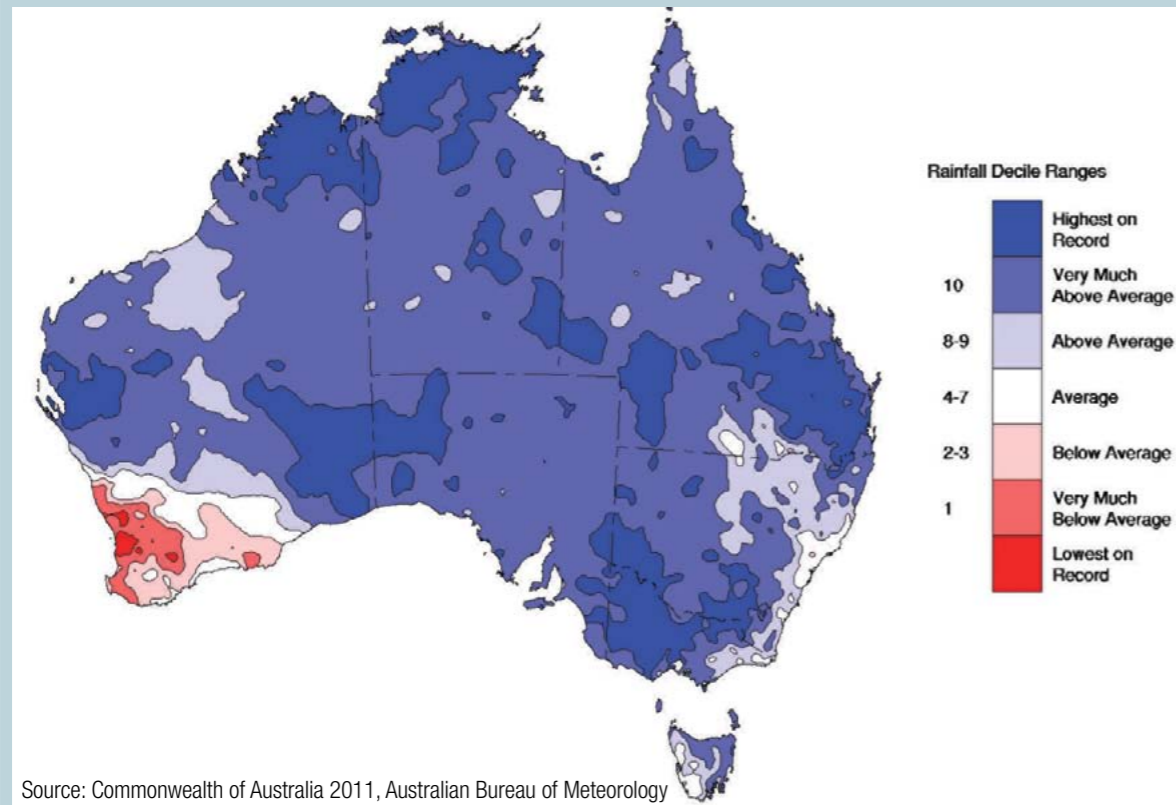 Rainfall Decile Ranges
Highest on
Record
10
Very Much
Above Average
8-9
Above Average
4-7
Average
2-3
Below Average
1
Very Much
Below Average
Lowest on
Record
Source: Commonwealth of Australia 2011, Australian Bureau of Meteorology